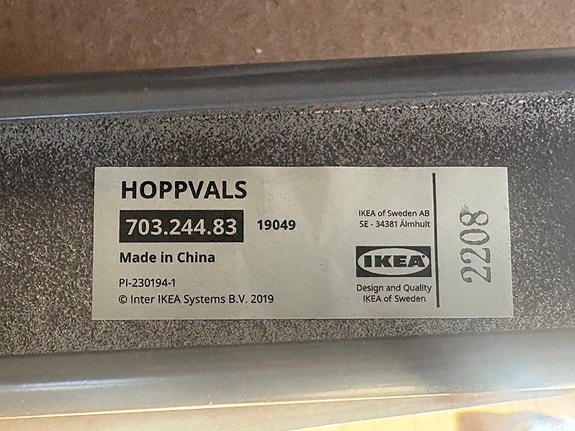 HOPPVALS
703.244.83 19049
Made in China
PI-230194-1
© Inter IKEA Systems B.V. 2019
IKEA of Sweden AB
SE - 34381 Älmhult
IKEA
Design and Quality
IKEA of Sweden
2208